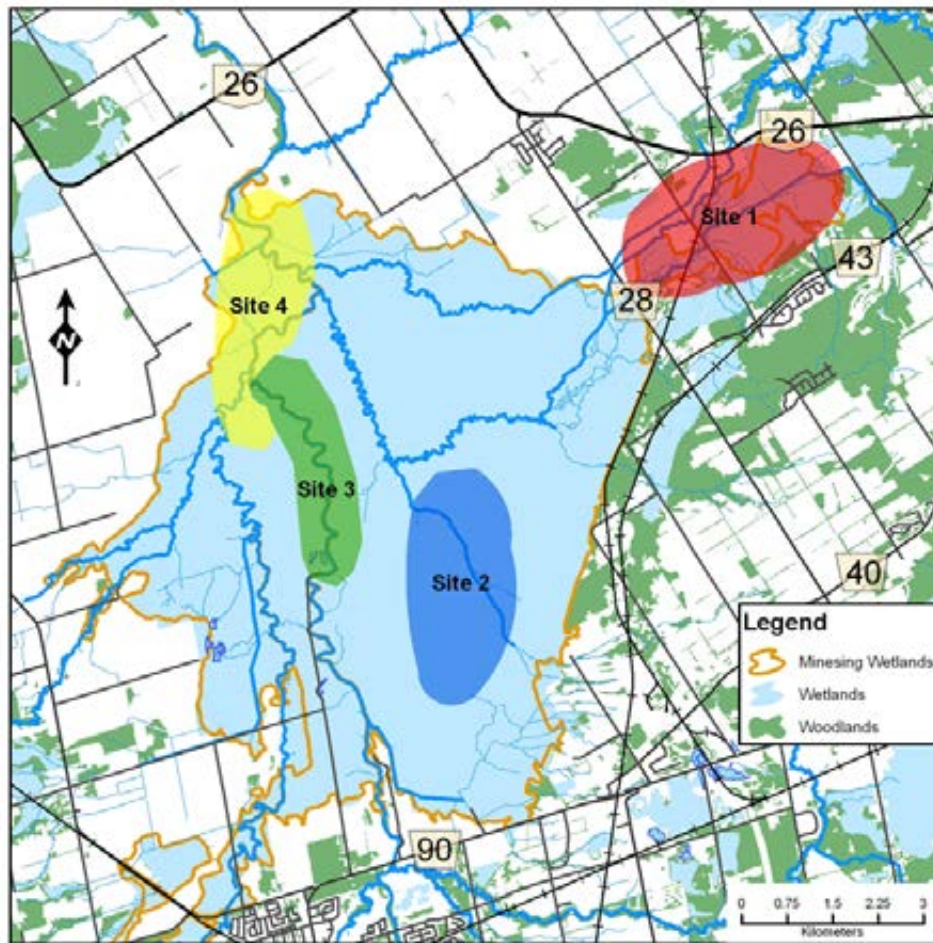 26
26
Site 1
43
28
Site 4
N
Site 3
Site 2
40
Legend
Minesing Wetlands
Wetlands
Woodlands
90
0 0.75 1.5 2.25 3
Kilometers